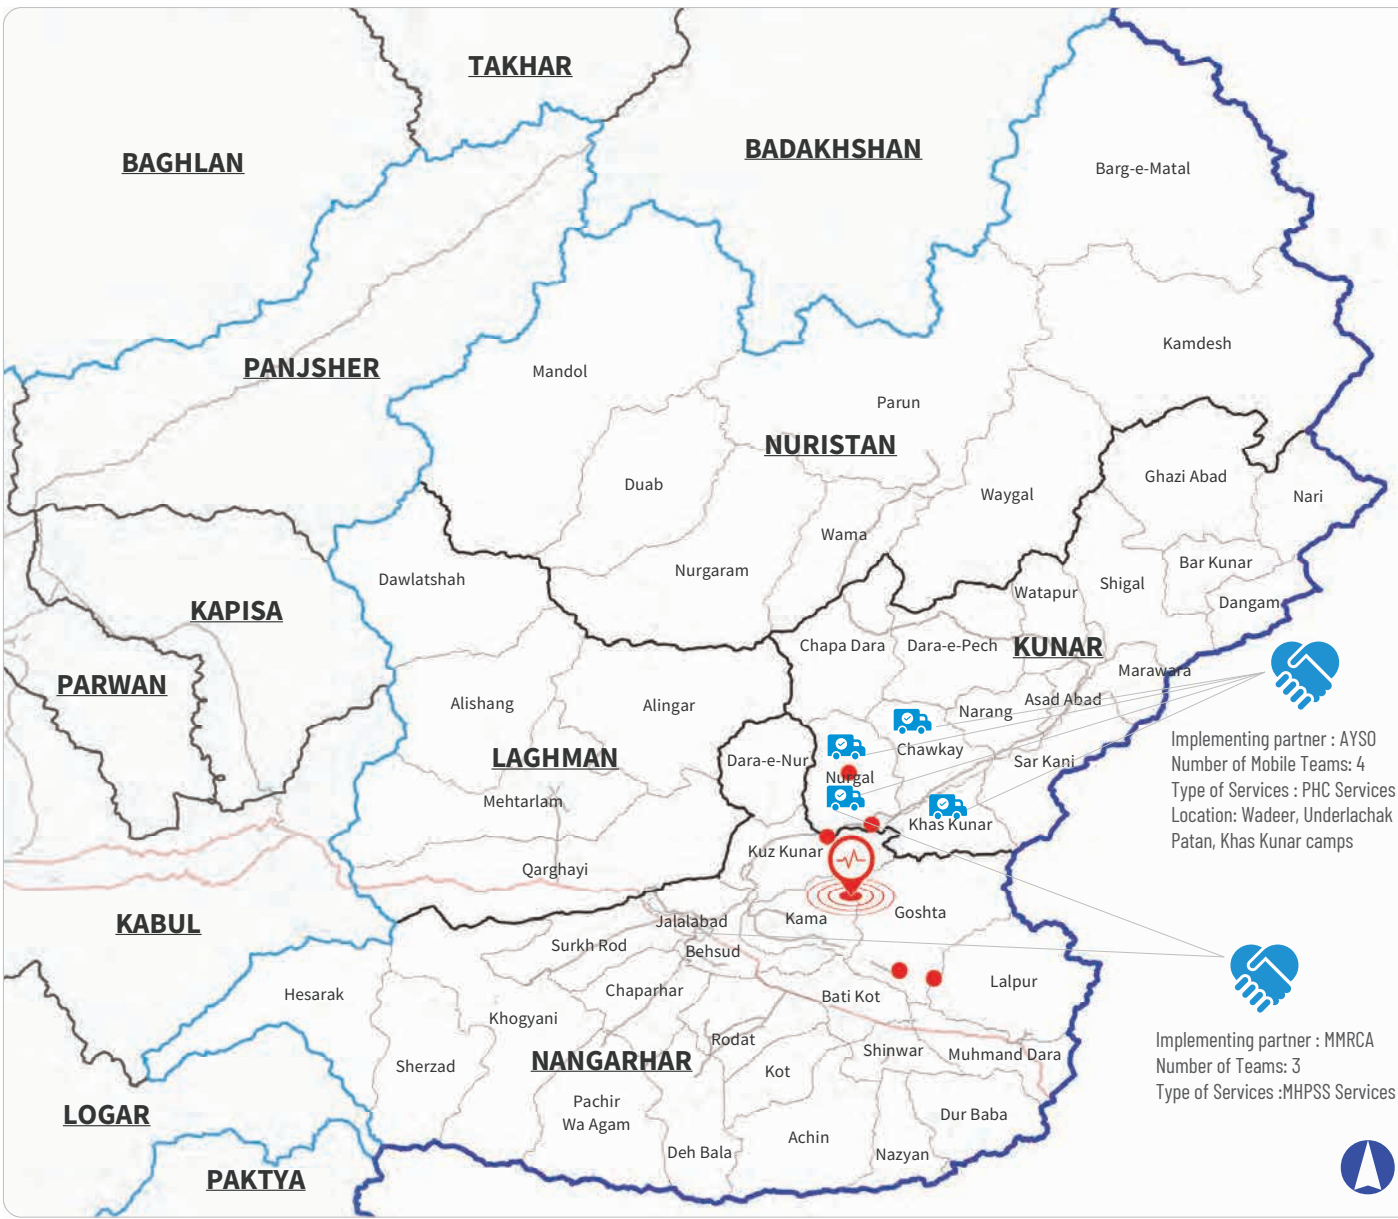 TAKHAR
BADAKHSHAN
BAGHLAN
Barg-e-Matal
Kamdesh
PANJSHER
Mandol
Parun
NURISTAN
Ghazi Abad
Duab
Waygal
Nari
Wama
Bar Kunar
Nurgaram
Dawlatshah
Shigal
Watapur
Dangam
KAPISA
Chapa Dara
Dara-e-Pech
KUNAR
Marawara
PARWAN
Asad Abad
Alishang
Alingar
Narang
Chawkay
LAGHMAN
Dara-e-Nur
Sar Kani
Nurgal
Mehtarlam
Khas Kunar
Kuz Kunar
Qarghayi
Implementing partner : AYSO
Number of Mobile Teams: 4
Type of Services : PHC Services
Location: Wadeer, Underlachak
Patan, Khas Kunar camps
KABUL
Jalalabad
Kama
Goshta
Surkh Rod
Behsud
Lalpur
Hesarak
Chaparhar
Bati Kot
Khogyani
Rodat
Shinwar
Muhmand Dara
NANGARHAR
Sherzad
Kot
Implementing partner : MMRCA
Number of Teams: 3
Type of Services :MHPSS Services
LOGAR
Pachir
Wa Agam
Dur Baba
Achin
Deh Bala
Nazyan
PAKTYA